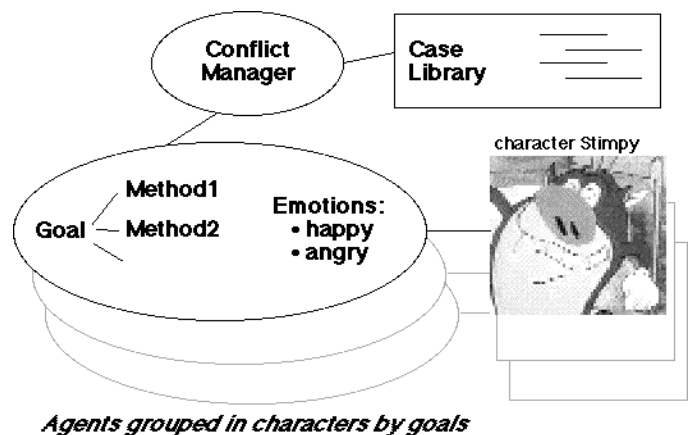 Conflict
Manager
Case
Library
character Stimpy
Method1
Goal
Method2
Emotions:
• happy
• angry
Agents grouped in characters by goals